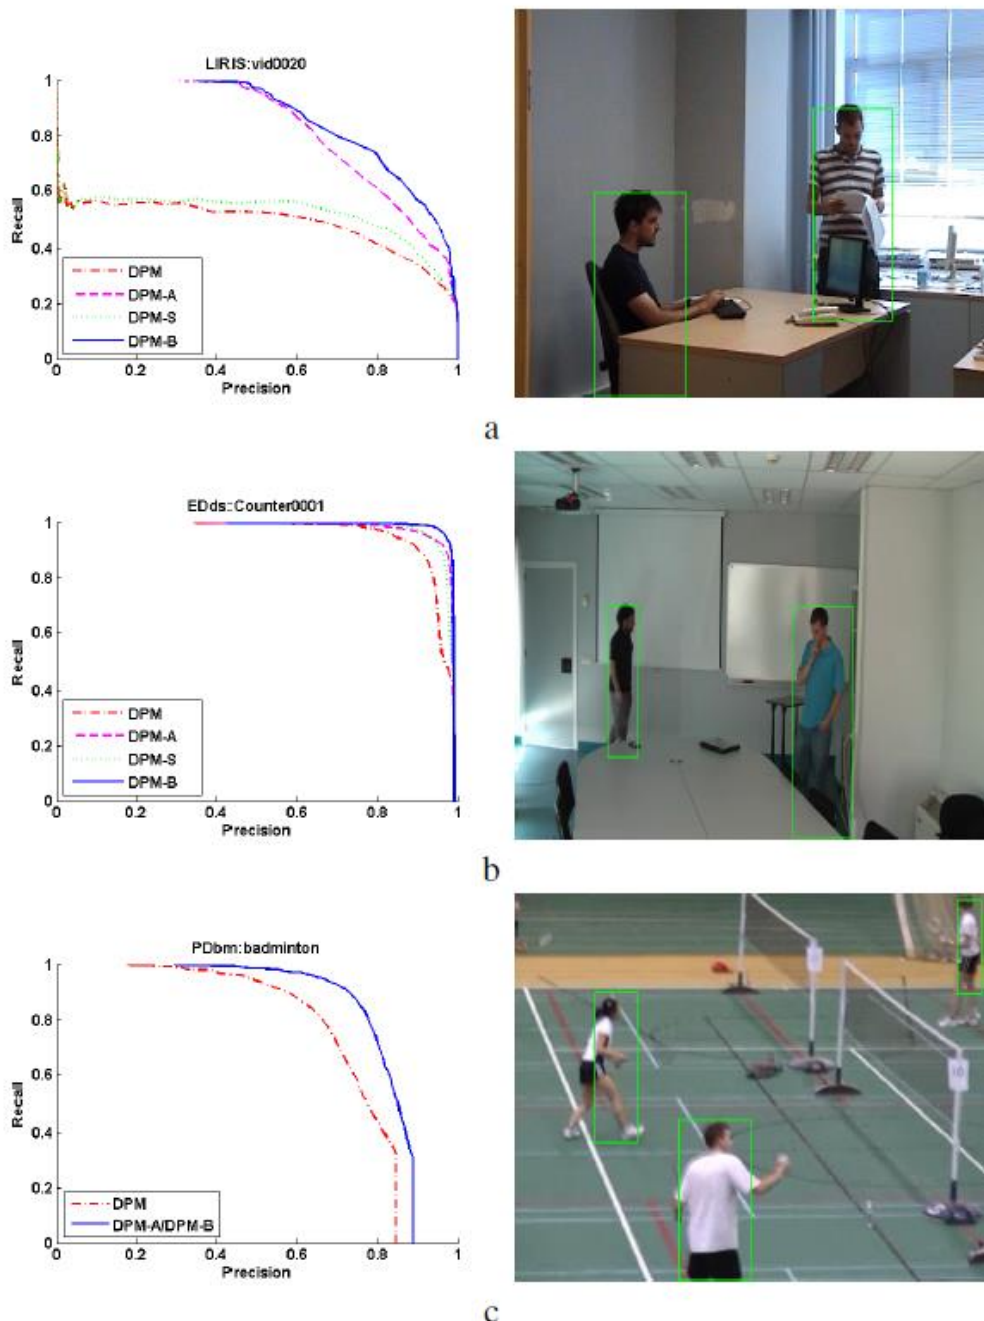 LIRIS:vid0020
1
0.8
0.6
0.4
0.2
0
Recall
DPM
DPM-A
DPM-S
DPM-B
0 0.2 0.4 0.6 0.8 1
Precision
a
EDds::Counter0001
1
0.8
0.6
0.4
0.2
0
Recall
DPM
DPM-A
DPM-S
DPM-B
0 0.2 0.4 0.6 0.8 1
Precision
b
PDbm:badminton
1
0.8
0.6
0.4
0.2
0
Recall
DPM
DPM-A/DPM-B
0 0.2 0.4 0.6 0.8 1
Precision
c